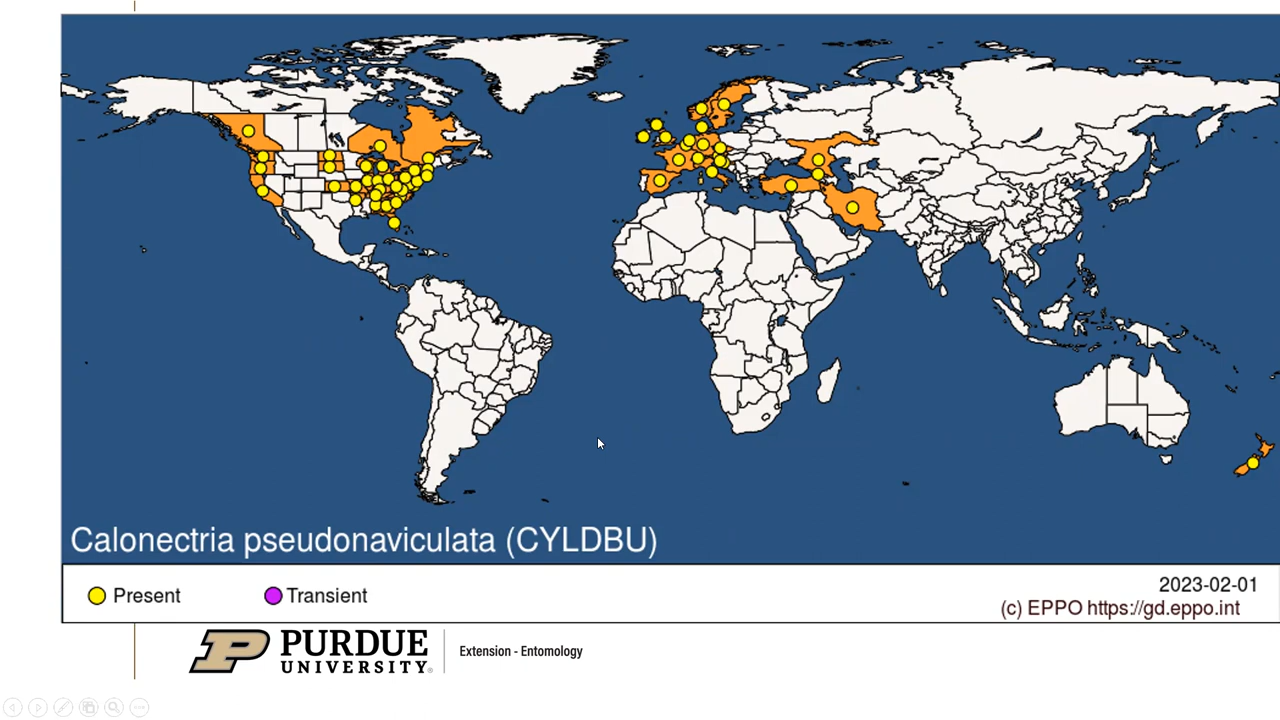 Calonectria pseudonaviculata (CYLDBU)
Present
Transient
2023-02-01
(c) EPPO https://gd.eppo.int
PURDUE
UNIVERSITY®
Extension - Entomology